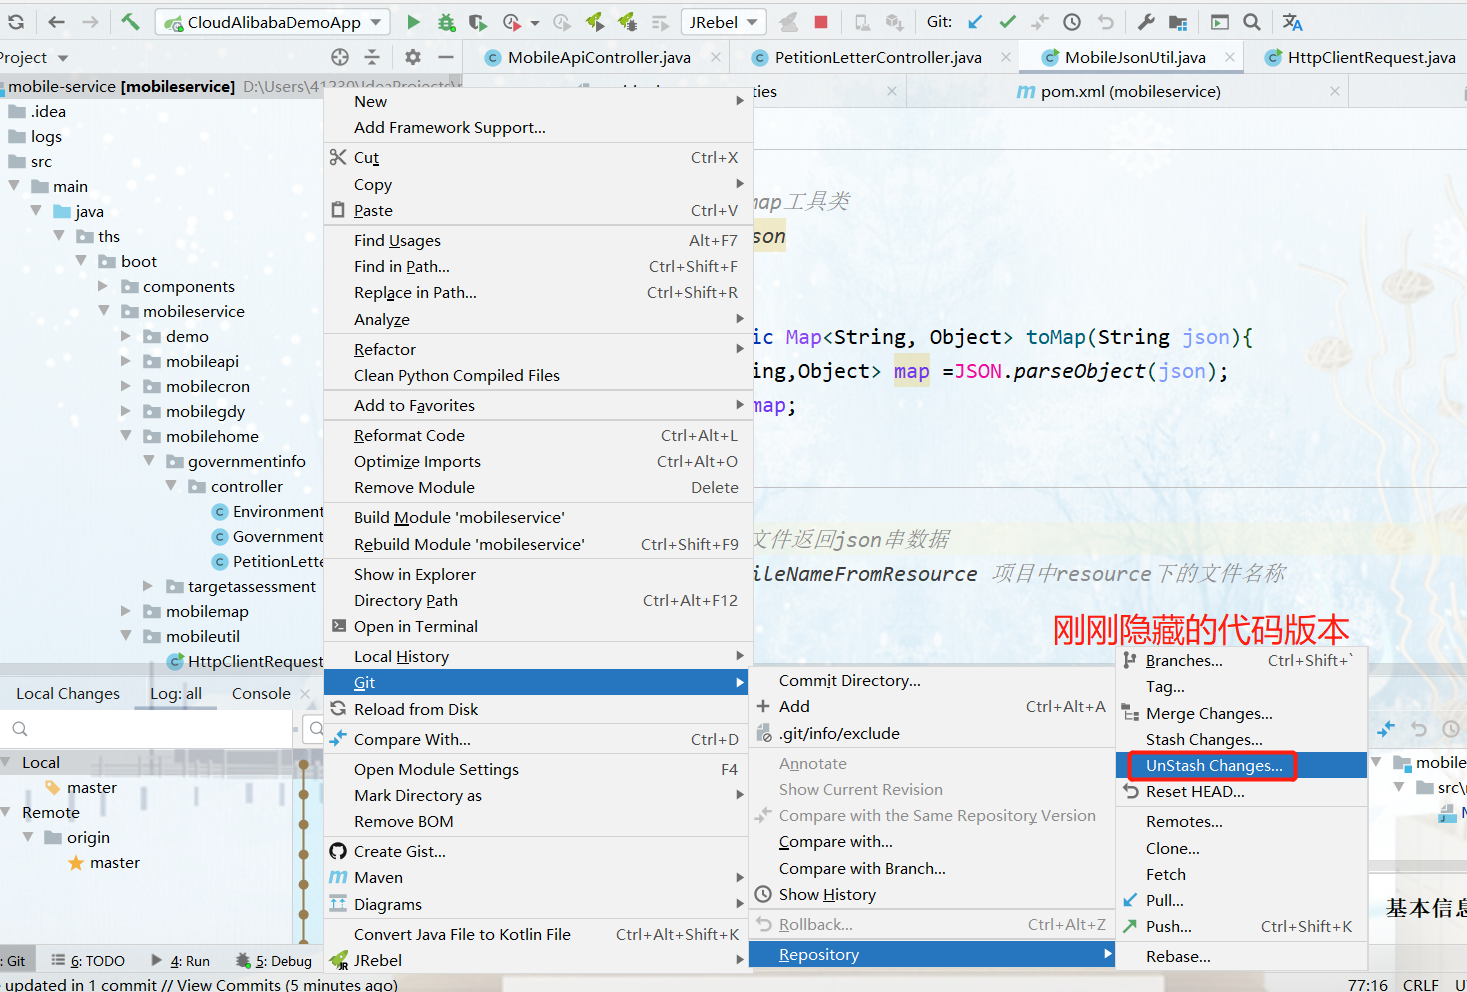 CloudAlibabaDemoApp
JRebel
Git:
Project
MobileApiController.java
PetitionLetterController.java
MobileJsonUtil.java
HttpClientRequest.java
mobile-service [mobileservice]
ties
pom.xml (mobileservice)
.idea
logs
src
main
java
ths
boot
components
mobileservice
demo
mobileapi
mobilecron
mobilegdy
mobilehome
governmentinfo
controller
Environment
Government
PetitionLette
targetassessment
mobilemap
mobileutil
HttpClientRequest
New
Add Framework Support...
Cut Ctrl+X
Copy
Paste Ctrl+V
Find Usages Alt+F7
Find in Path... Ctrl+Shift+F
Replace in Path... Ctrl+Shift+R
Analyze
Refactor
Clean Python Compiled Files
Add to Favorites
Reformat Code Ctrl+Alt+L
Optimize Imports Ctrl+Alt+O
Remove Module Delete
Build Module 'mobileservice'
Rebuild Module 'mobileservice' Ctrl+Shift+F9
Show in Explorer
Directory Path Ctrl+Alt+F12
Open in Terminal
Local History
Git
Reload from Disk
Compare With... Ctrl+D
Open Module Settings F4
Mark Directory as
Remove BOM
Create Gist...
Maven
Diagrams
Convert Java File to Kotlin File Ctrl+Alt+Shift+K
JRebel
map工具类
son
ic Map<String, Object> toMap(String json){
ing,Object> map =JSON.parseObject(json);
map;
文件返回json串数据
ileNameFromResource 项目中resource下的文件名称
刚刚隐藏的代码版本
Commit Directory...
Add Ctrl+Alt+A
.git/info/exclude
Annotate
Show Current Revision
Compare with the Same Repository Version
Compare with...
Compare with Branch...
Show History
Rollback... Ctrl+Alt+Z
Repository
Branches... Ctrl+Shift+`
Tag...
Merge Changes...
Stash Changes...
UnStash Changes...
Reset HEAD...
Remotes...
Clone...
Fetch
Pull...
Push... Ctrl+Shift+K
Rebase...
Local Changes
Log: all
Console
Local
master
Remote
origin
master
mobile
src\
基本信息
: Git
6: TODO
4: Run
5: Debug
updated in 1 commit // View Commits (5 minutes ago)
77:16 CRLF U